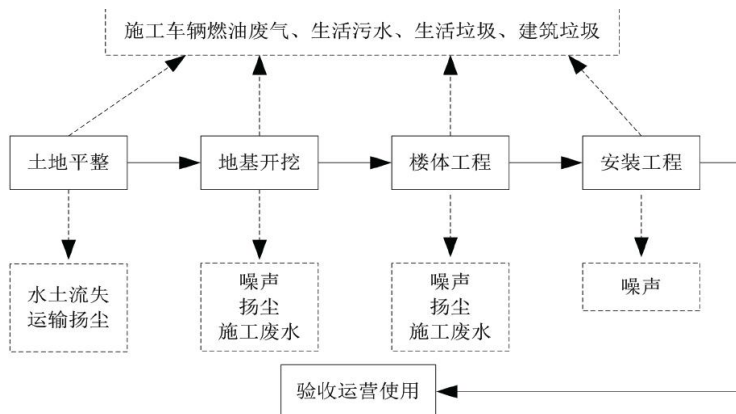 施工车辆燃油废气、生活污水、生活垃圾、建筑垃圾
土地平整
地基开挖
楼体工程
安装工程
水土流失
运输扬尘
噪声
扬尘
施工废水
噪声
扬尘
施工废水
噪声
验收运营使用